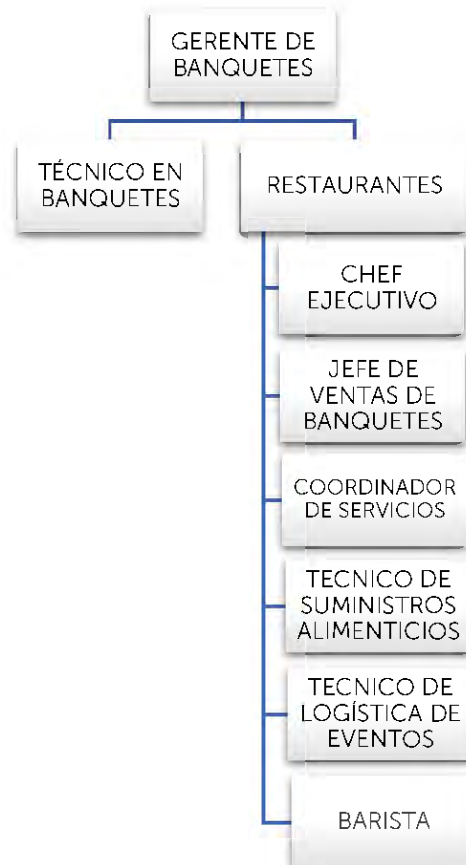 GERENTE DE
BANQUETES
TÉCNICO EN
BANQUETES
RESTAURANTES
CHEF
EJECUTIVO
JEFE DE
VENTAS DE
BANQUETES
COORDINADOR
DE SERVICIOS
TECNICO DE
SUMINISTROS
ALIMENTICIOS
TECNICO DE
LOGÍSTICA DE
EVENTOS
BARISTA